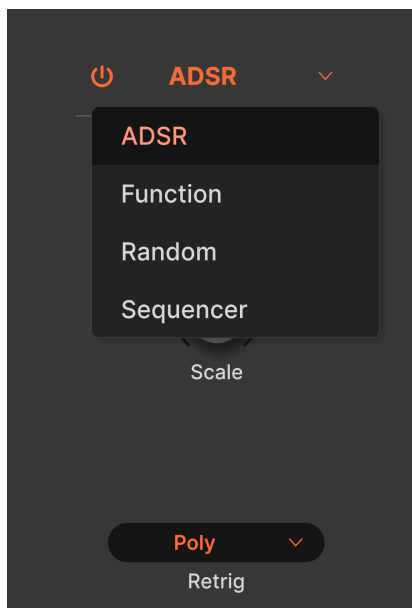 ADSR
ADSR
Function
Random
Sequencer
Scale
Poly
Retrig